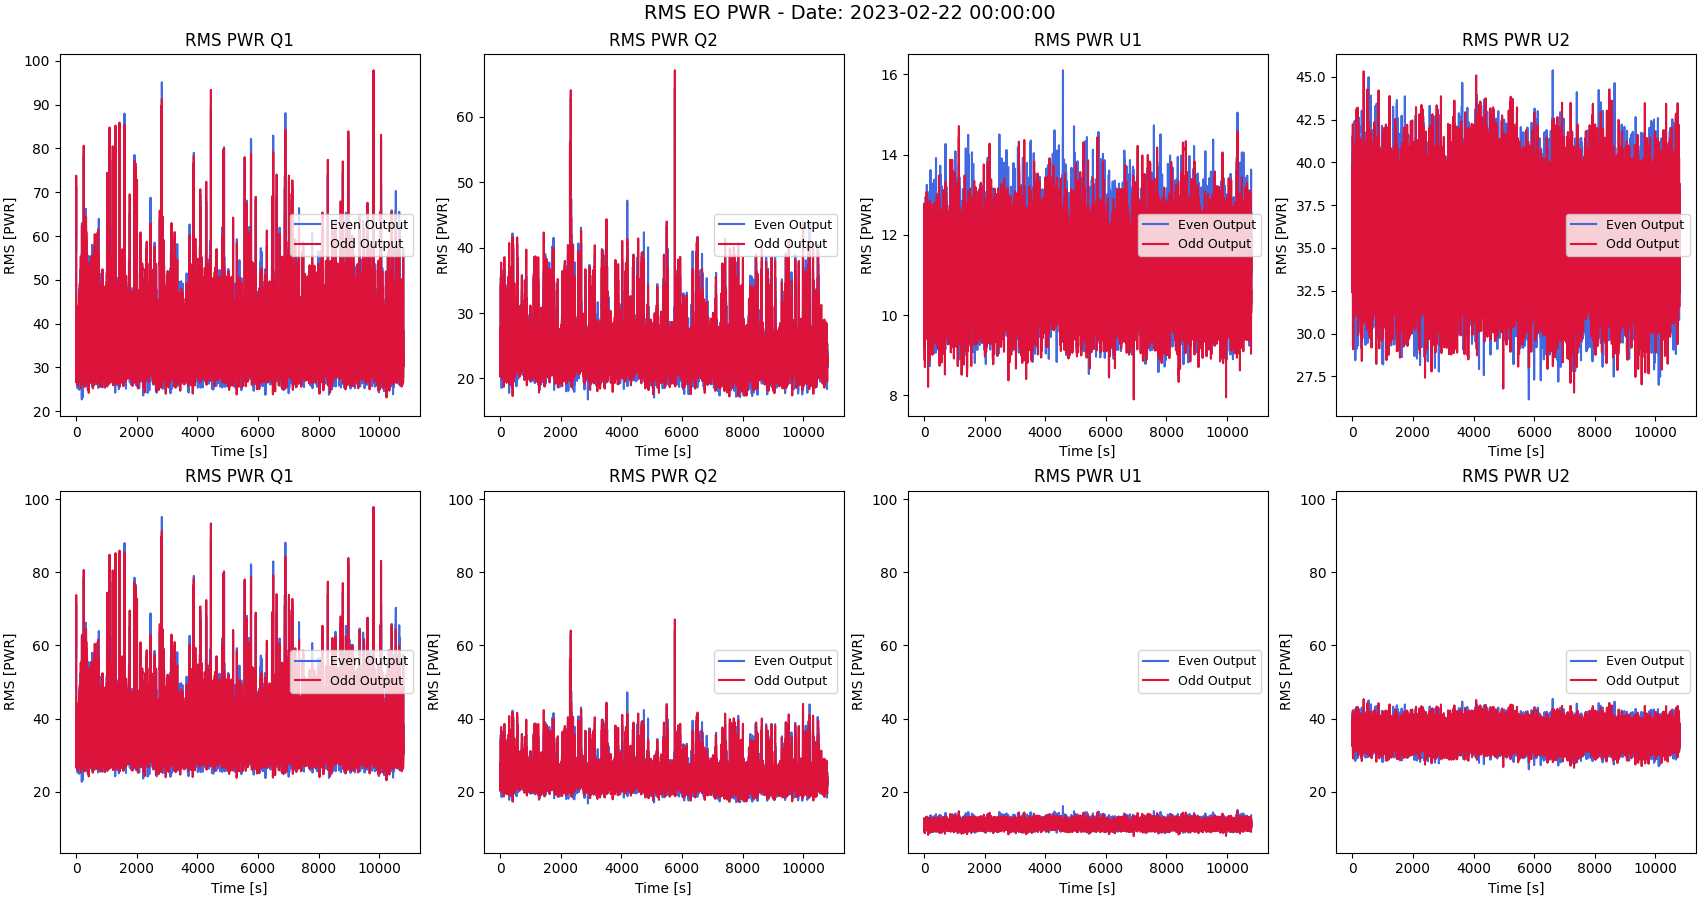 RMS EO PWR - Date: 2023-02-22 00:00:00
RMS PWR Q1
RMS [PWR]
100
90
80
70
60
50
40
30
20
Even Output
Odd Output
0 2000 4000 6000 8000 10000
Time [s]
RMS PWR Q2
RMS [PWR]
60
50
40
30
20
Even Output
Odd Output
0 2000 4000 6000 8000 10000
Time [s]
RMS PWR U1
RMS [PWR]
16
14
12
10
8
Even Output
Odd Output
0 2000 4000 6000 8000 10000
Time [s]
RMS PWR U2
RMS [PWR]
45.0
42.5
40.0
37.5
35.0
32.5
30.0
27.5
Even Output
Odd Output
0 2000 4000 6000 8000 10000
Time [s]
RMS PWR Q1
RMS [PWR]
100
80
60
40
20
Even Output
Odd Output
0 2000 4000 6000 8000 10000
Time [s]
RMS PWR Q2
RMS [PWR]
100
80
60
40
20
Even Output
Odd Output
0 2000 4000 6000 8000 10000
Time [s]
RMS PWR U1
RMS [PWR]
100
80
60
40
20
Even Output
Odd Output
0 2000 4000 6000 8000 10000
Time [s]
RMS PWR U2
RMS [PWR]
100
80
60
40
20
Even Output
Odd Output
0 2000 4000 6000 8000 10000
Time [s]